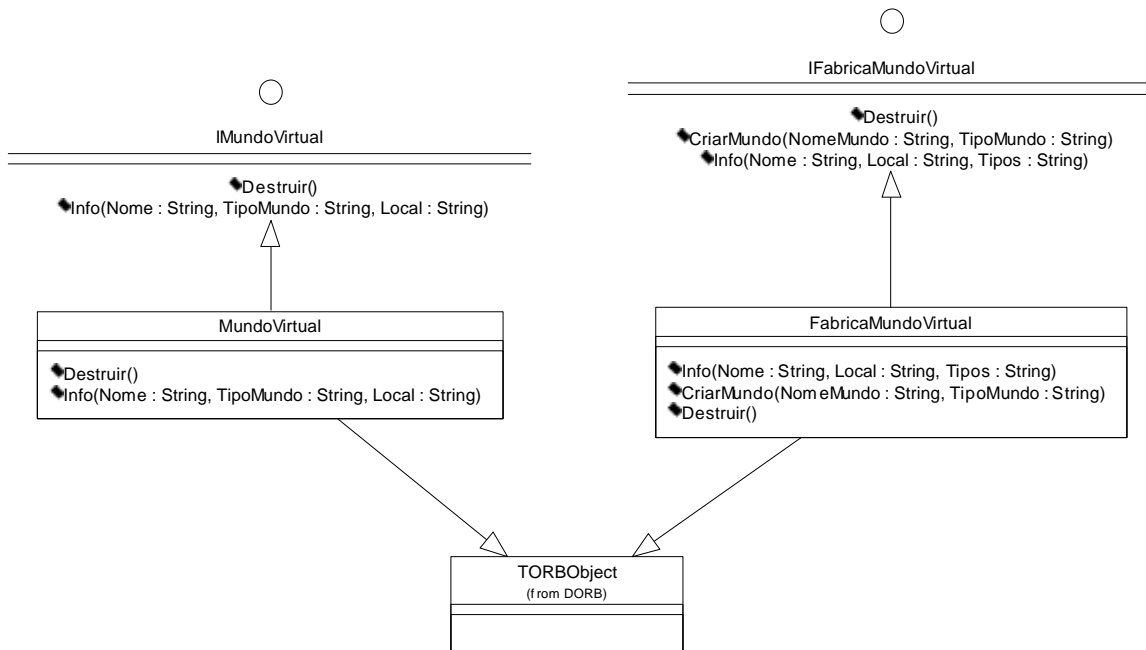 IMundoVirtual
Destruir()
Info(Nome : String, TipoMundo : String, Local : String)
MundoVirtual
Destruir()
Info(Nome : String, TipoMundo : String, Local : String)
IFabricaMundoVirtual
Destruir()
CriarMundo(NomeMundo : String, TipoMundo : String)
Info(Nome : String, Local : String, Tipos : String)
FabricaMundoVirtual
Info(Nome : String, Local : String, Tipos : String)
CriarMundo(NomeMundo : String, TipoMundo : String)
Destruir()
TORBObject
(from DORB)